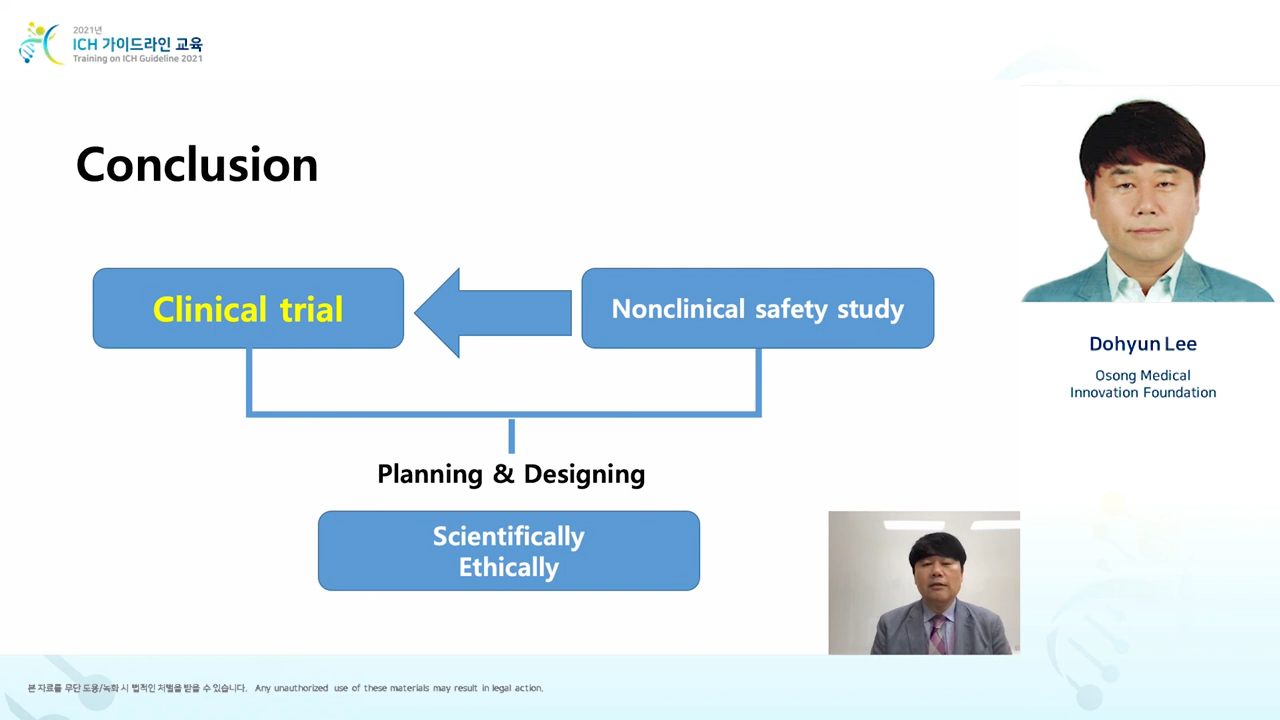 2021년
ICH 가이드라인 교육
Training on ICH Guideline 2021
Conclusion
Clinical trial
Nonclinical safety study
Planning & Designing
Scientifically
Ethically
Dohyun Lee
Osong Medical
Innovation Foundation
본 자료를 무단 도용/녹화 시 법적인 처벌을 받을 수 있습니다. Any unauthorized use of these materials may result in legal action.